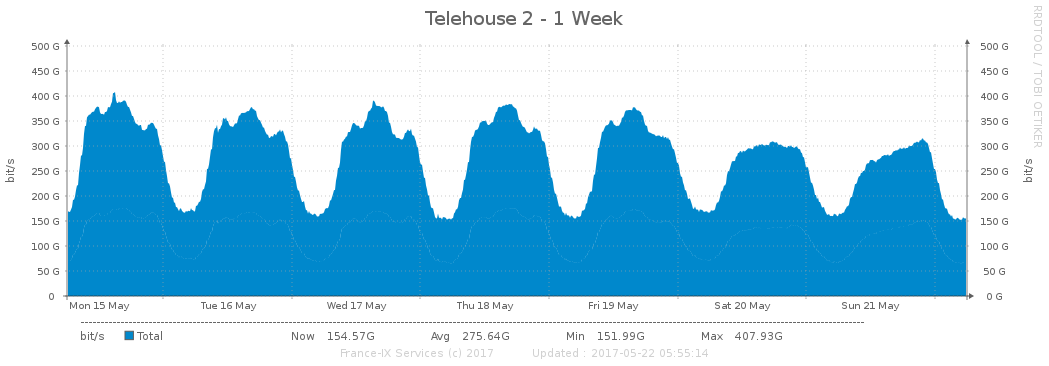 Telehouse 2 - 1 Week
RRDTOOL / TOBI OETIKER
500 G 500 G
450 G 450 G
400 G 400 G
350 G 350 G
300 G 300 G
250 G 250 G
200 G 200 G
150 G 150 G
100 G 100 G
50 G 50 G
0 0 G
bit/s bit/s
Mon 15 May Tue 16 May Wed 17 May Thu 18 May Fri 19 May Sat 20 May Sun 21 May
bit/s Total Now 154.57G Avg 275.64G Min 151.99G Max 407.93G
France-IX Services (c) 2017 Updated : 2017-05-22 05:55:14